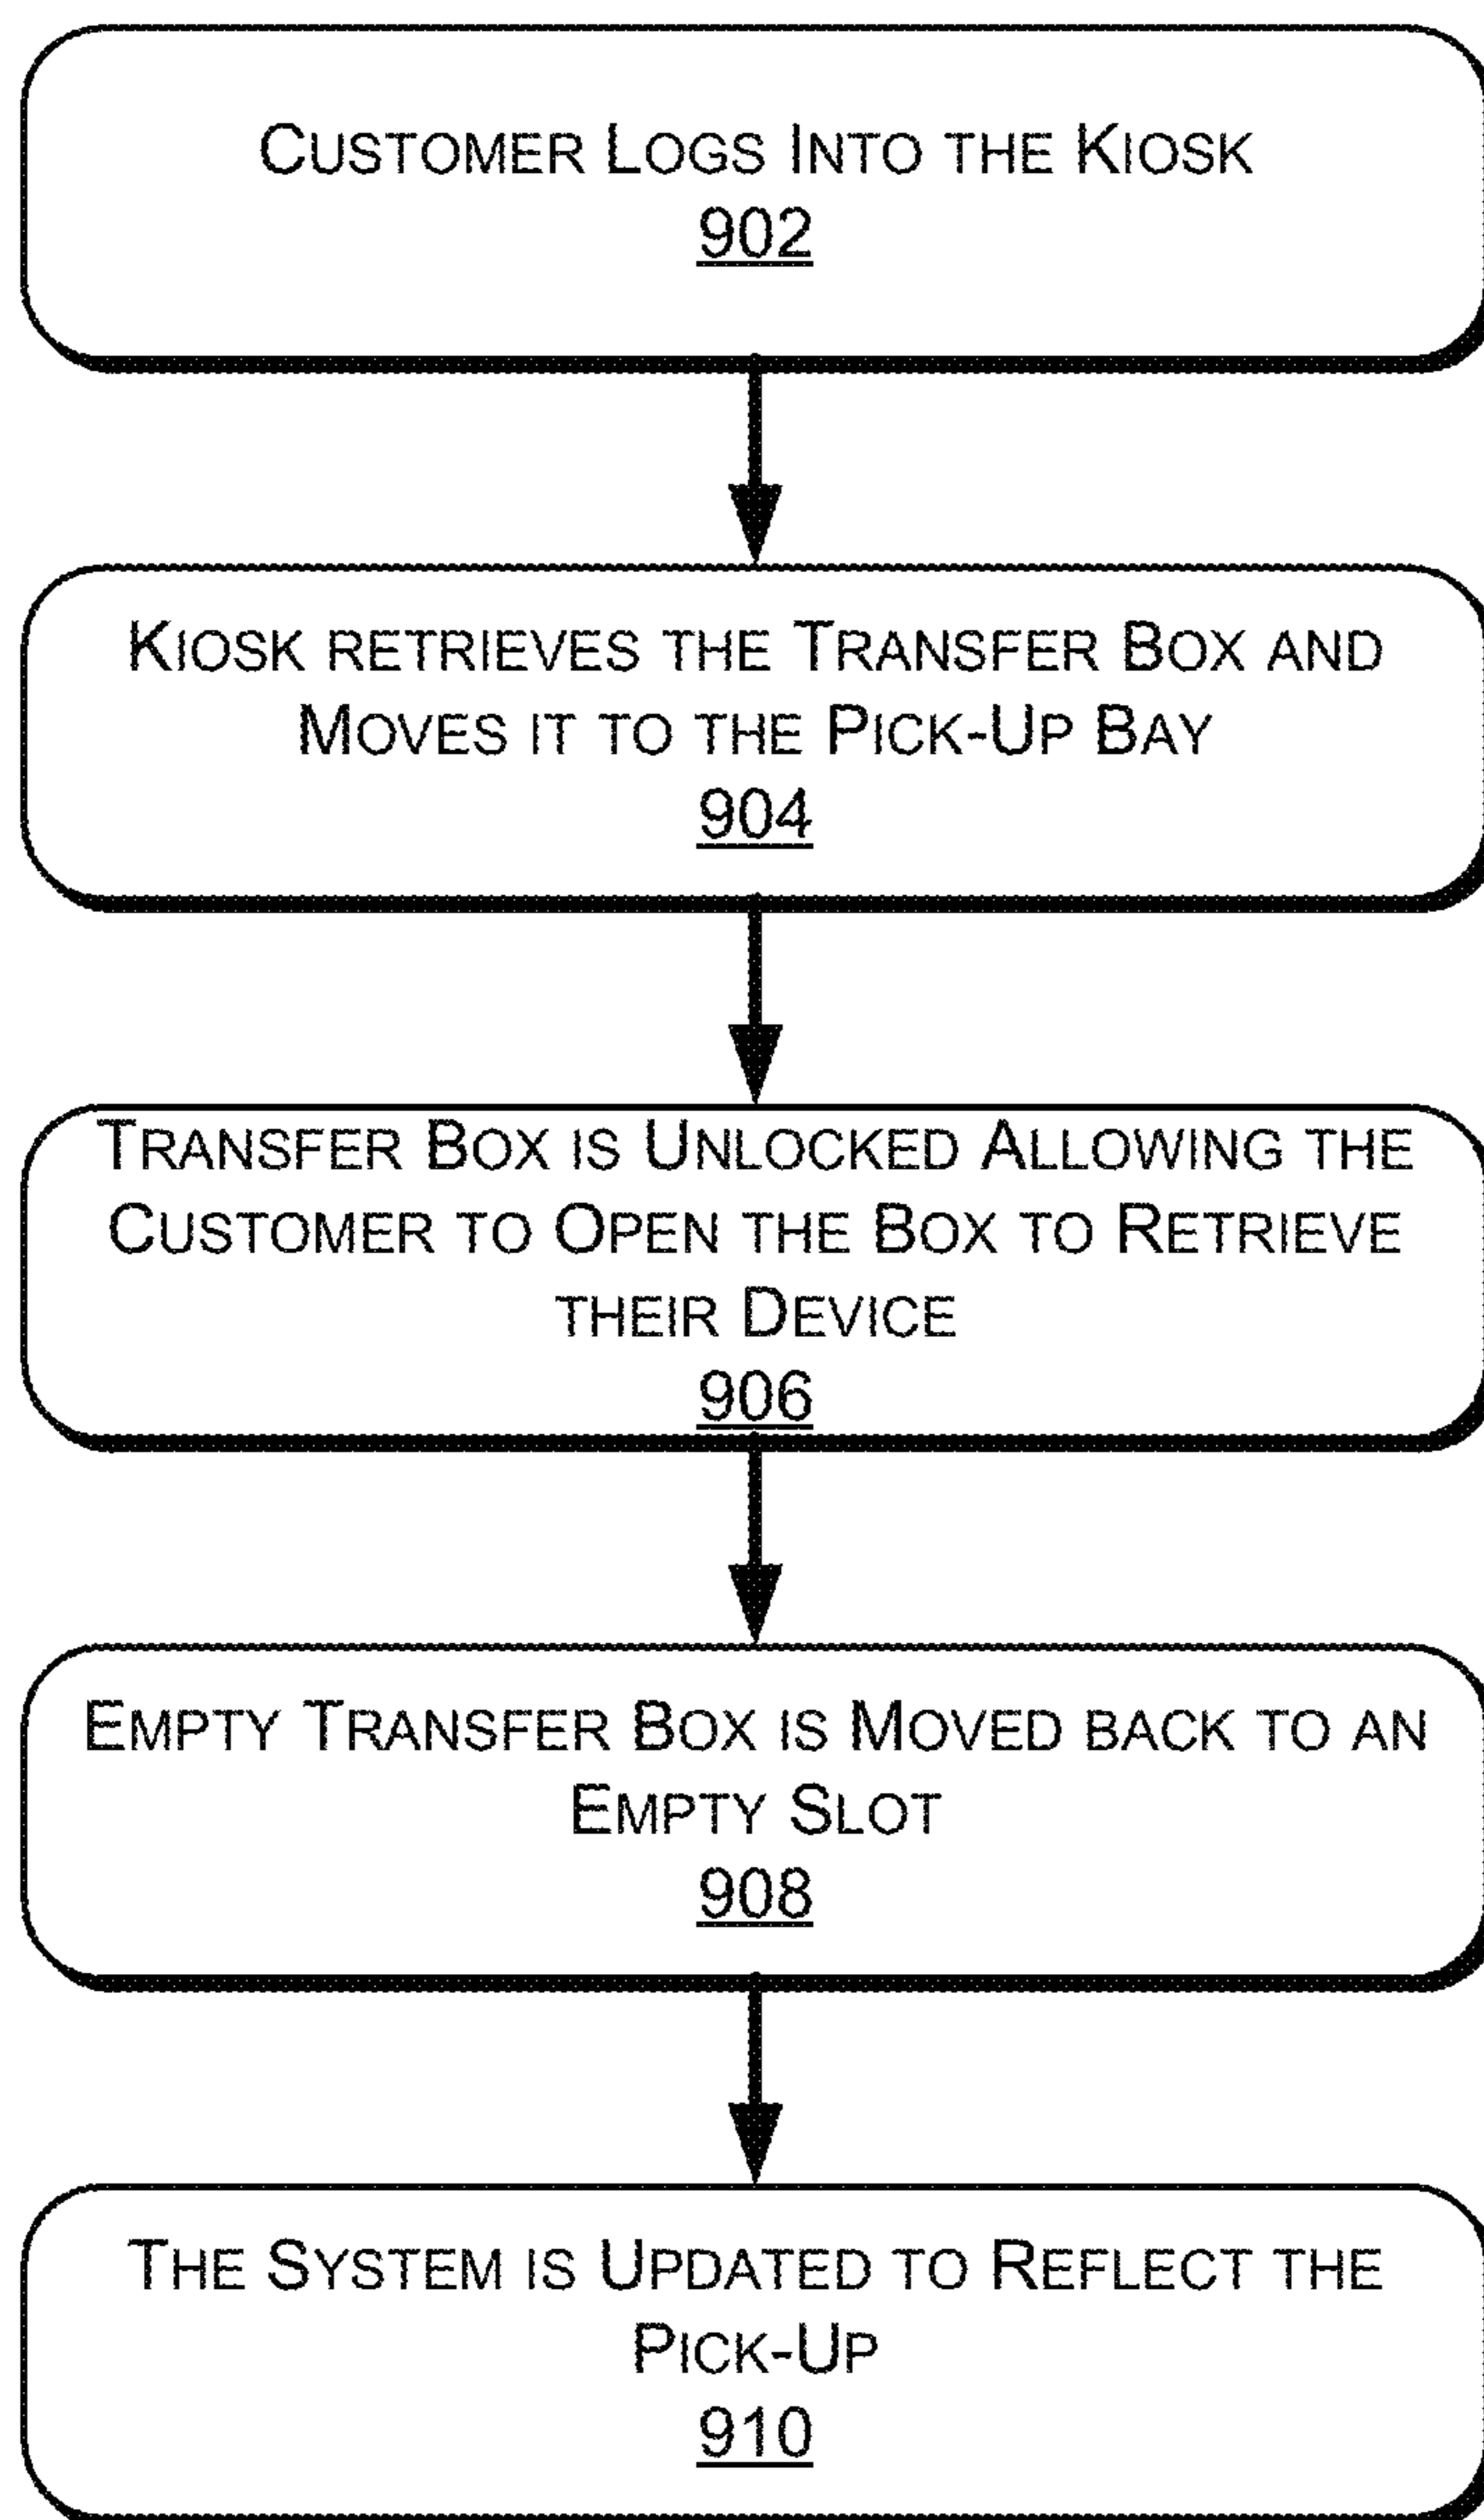 CUSTOMER LOGS INTO THE KIOSK
902
KIOSK RETRIEVES THE TRANSFER BOX AND
MOVES IT TO THE PICK-UP BAY
904
TRANSFER BOX IS UNLOCKED ALLOWING THE
CUSTOMER TO OPEN THE BOX TO RETRIEVE
THEIR DEVICE
906
EMPTY TRANSFER BOX IS MOVED BACK TO AN
EMPTY SLOT
908
THE SYSTEM IS UPDATED TO REFLECT THE
PICK-UP
910